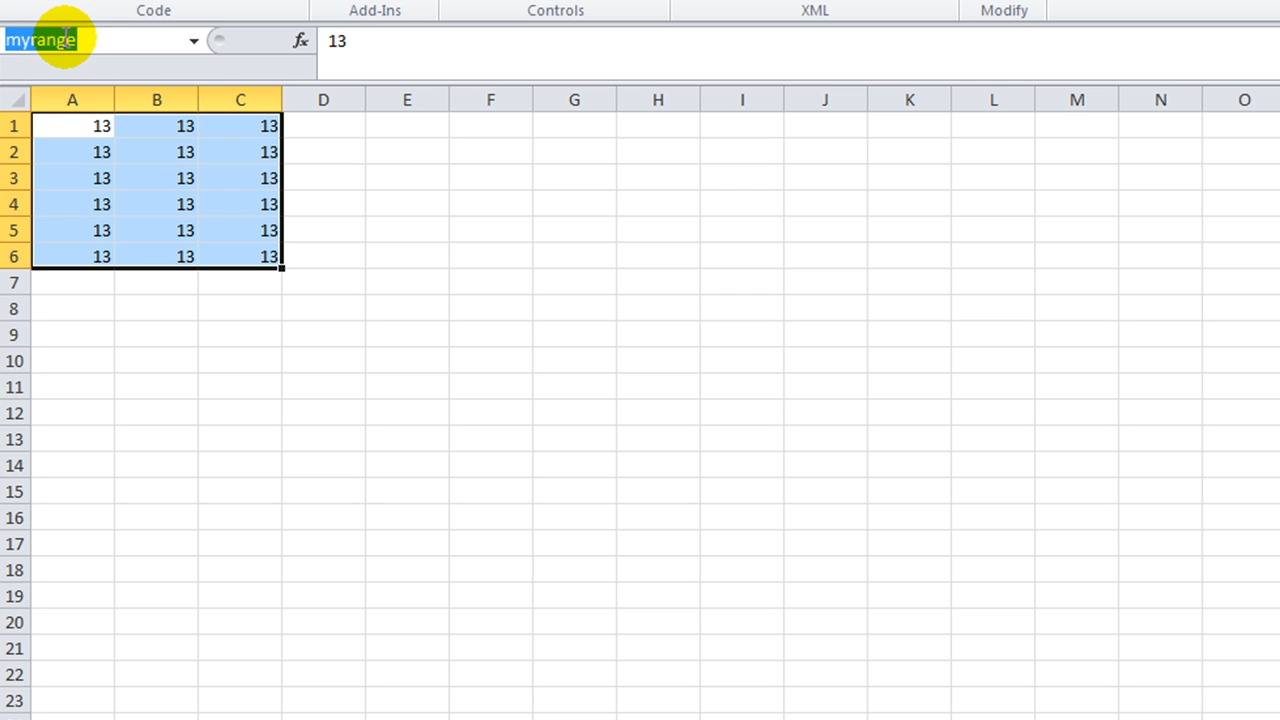 Code Add-Ins Controls XML Modify
myrange fx 13
A B C D E F G H I J K L M N O
1 13 13 13
2 13 13 13
3 13 13 13
4 13 13 13
5 13 13 13
6 13 13 13
7
8
9
10
11
12
13
14
15
16
17
18
19
20
21
22
23